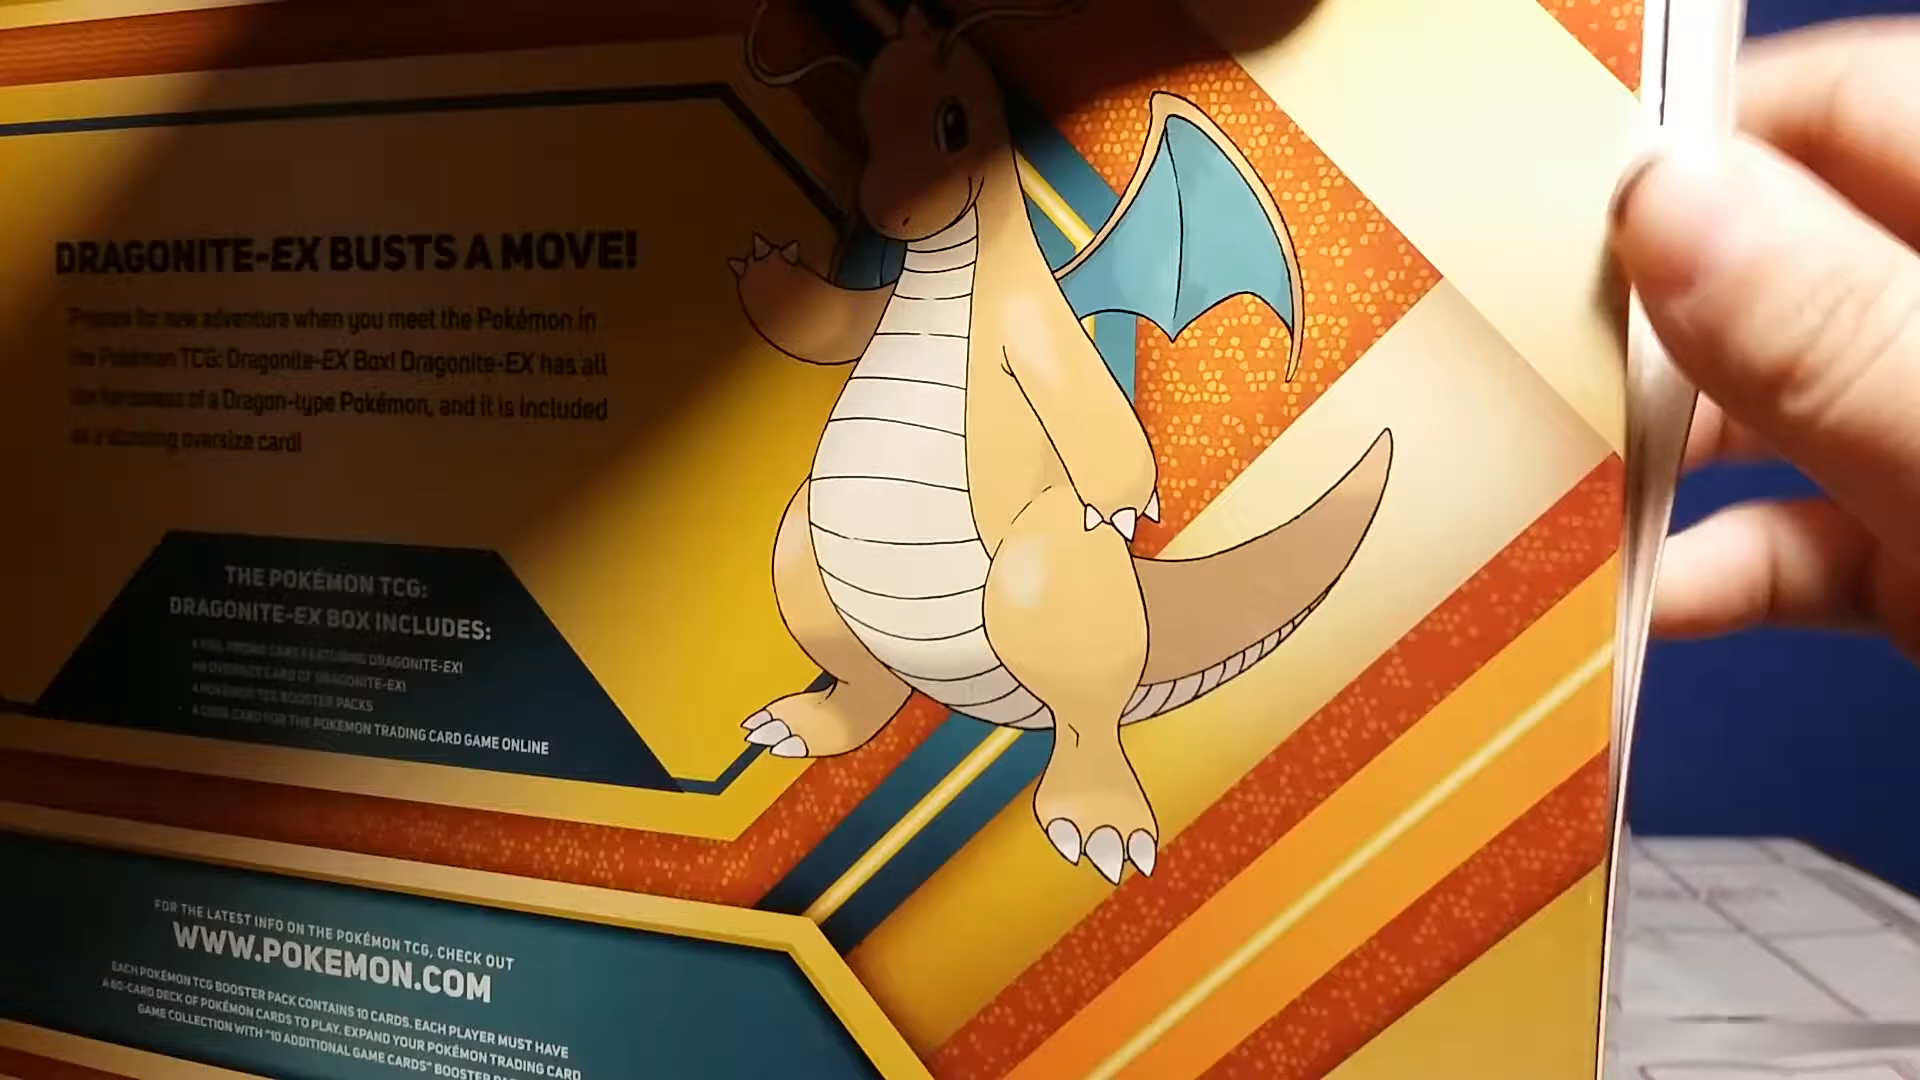 DRAGONITE-EX BUSTS A MOVE!
Prepare for new adventure when you meet the Pokémon in
the Pokémon TCG: Dragonite-EX Box! Dragonite-EX has all
the fierceness of a Dragon-type Pokémon, and it is included
as a stunning oversize card!
THE POKÉMON TCG:
DRAGONITE-EX BOX INCLUDES:
A FOIL PROMO CARD FEATURING DRAGONITE-EX!
AN OVERSIZE CARD OF DRAGONITE-EX!
4 POKÉMON TCG BOOSTER PACKS
A CODE CARD FOR THE POKÉMON TRADING CARD GAME ONLINE
FOR THE LATEST INFO ON THE POKÉMON TCG, CHECK OUT
WWW.POKEMON.COM
EACH POKÉMON TCG BOOSTER PACK CONTAINS 10 CARDS. EACH PLAYER MUST HAVE
A 60-CARD DECK OF POKÉMON CARDS TO PLAY. EXPAND YOUR POKÉMON TRADING CARD
GAME COLLECTION WITH "10 ADDITIONAL GAME CARDS" BOOSTER